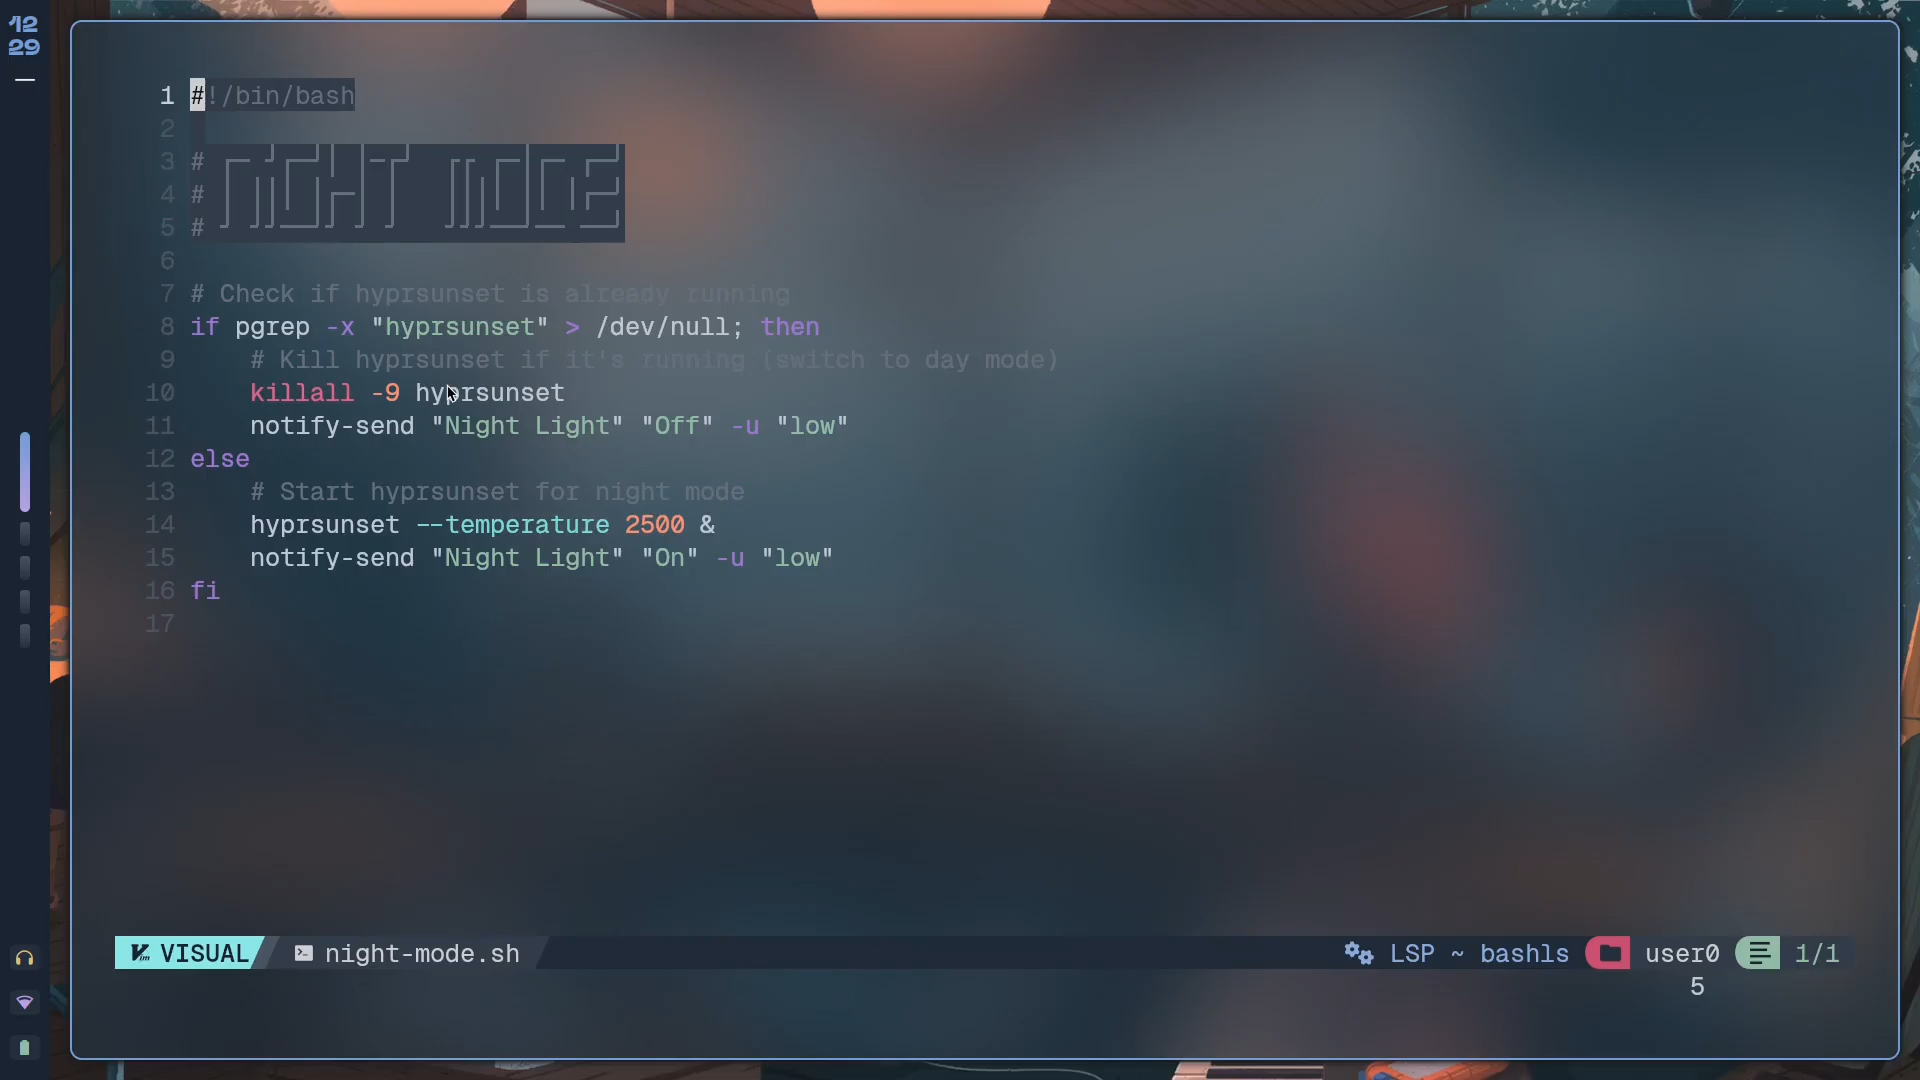 12
29
1 #!/bin/bash
2
3 #
4 # NIGHT MODE
5 #
6
7 # Check if hyprsunset is already running
8 if pgrep -x "hyprsunset" > /dev/null; then
9     # Kill hyprsunset if it's running (switch to day mode)
10     killall -9 hyprsunset
11     notify-send "Night Light" "Off" -u "low"
12 else
13     # Start hyprsunset for night mode
14     hyprsunset --temperature 2500 &
15     notify-send "Night Light" "On" -u "low"
16 fi
17
VISUAL night-mode.sh LSP ~ bashls user0 1/1
5